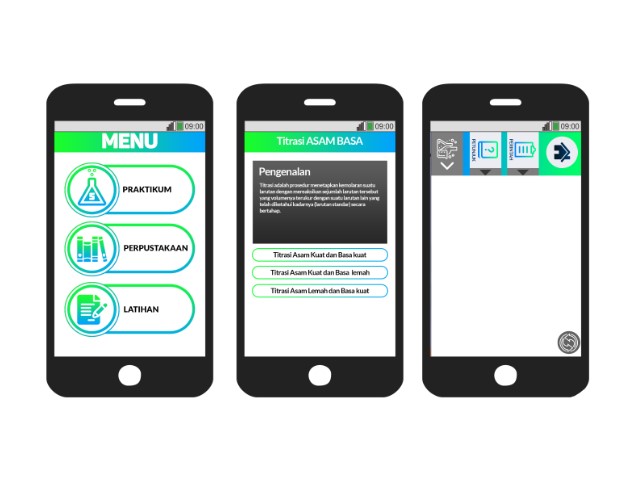 09:00
MENU
PRAKTIKUM
PERPUSTAKAAN
LATIHAN
09:00
Titrasi ASAM BASA
Pengenalan
Titrasi adalah prosedur menetapkan kemolaran suatu
larutan dengan mereaksikan sejumlah larutan tersebut
yang volumenya terukur dengan suatu larutan lain yang
telah diketahui kadarnya (larutan standar) secara
bertahap.
Titrasi Asam Kuat dan Basa kuat
Titrasi Asam Kuat dan Basa lemah
Titrasi Asam Lemah dan Basa kuat
09:00